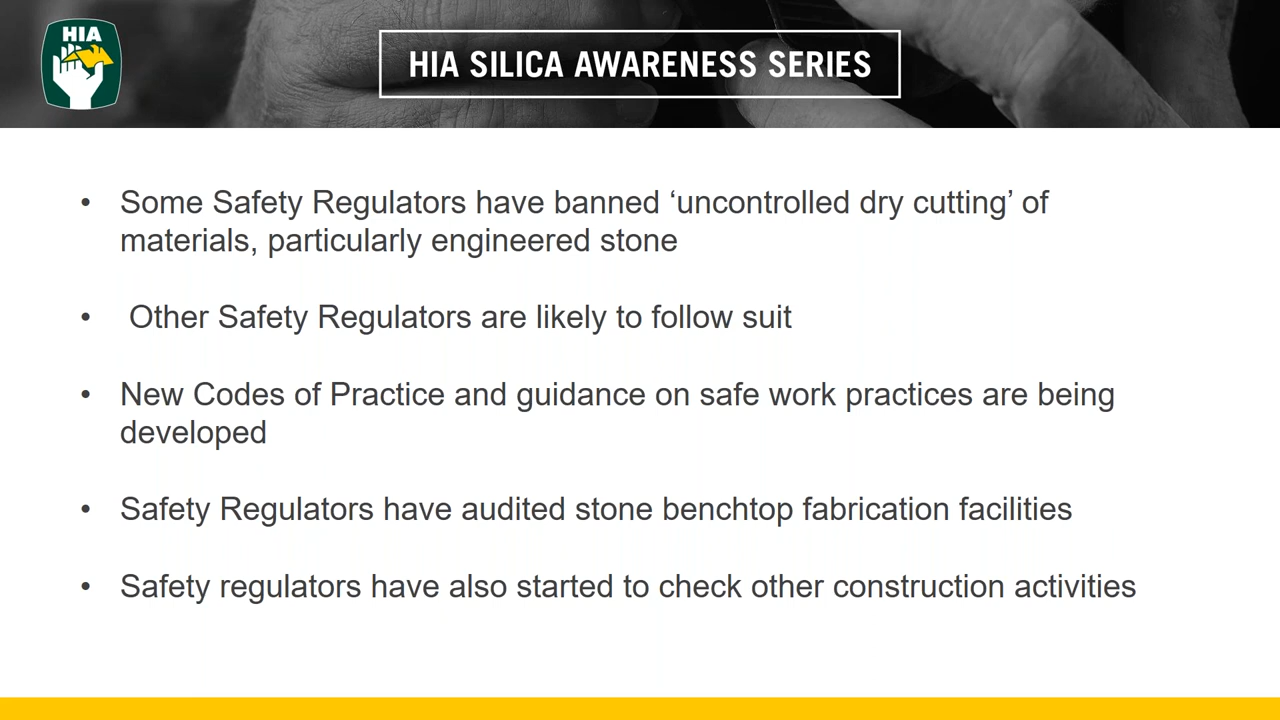 HIA
HIA SILICA AWARENESS SERIES
• Some Safety Regulators have banned ‘uncontrolled dry cutting’ of
materials, particularly engineered stone
• Other Safety Regulators are likely to follow suit
• New Codes of Practice and guidance on safe work practices are being
developed
• Safety Regulators have audited stone benchtop fabrication facilities
• Safety regulators have also started to check other construction activities